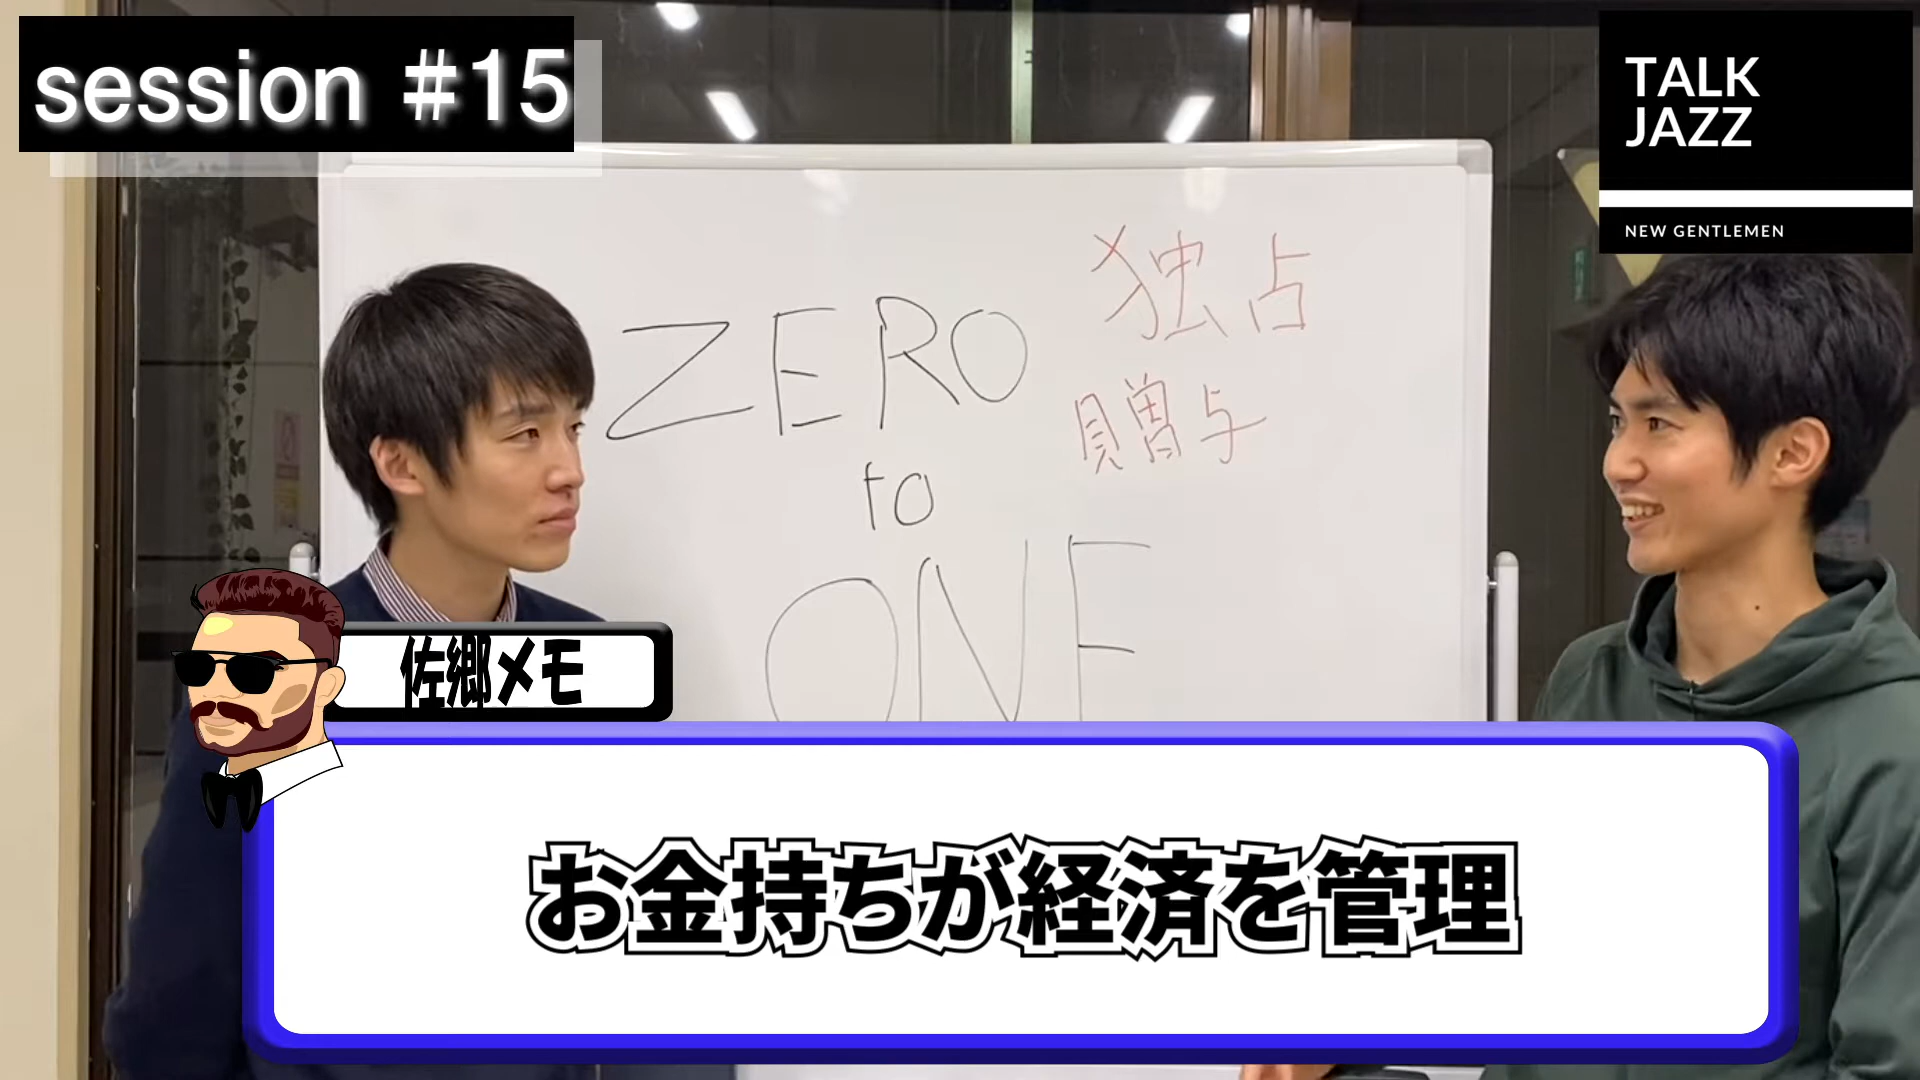 session #15
TALK
JAZZ
NEW GENTLEMEN
ZERO
to
ONE
独占
贈与
佐郷メモ
お金持ちが経済を管理